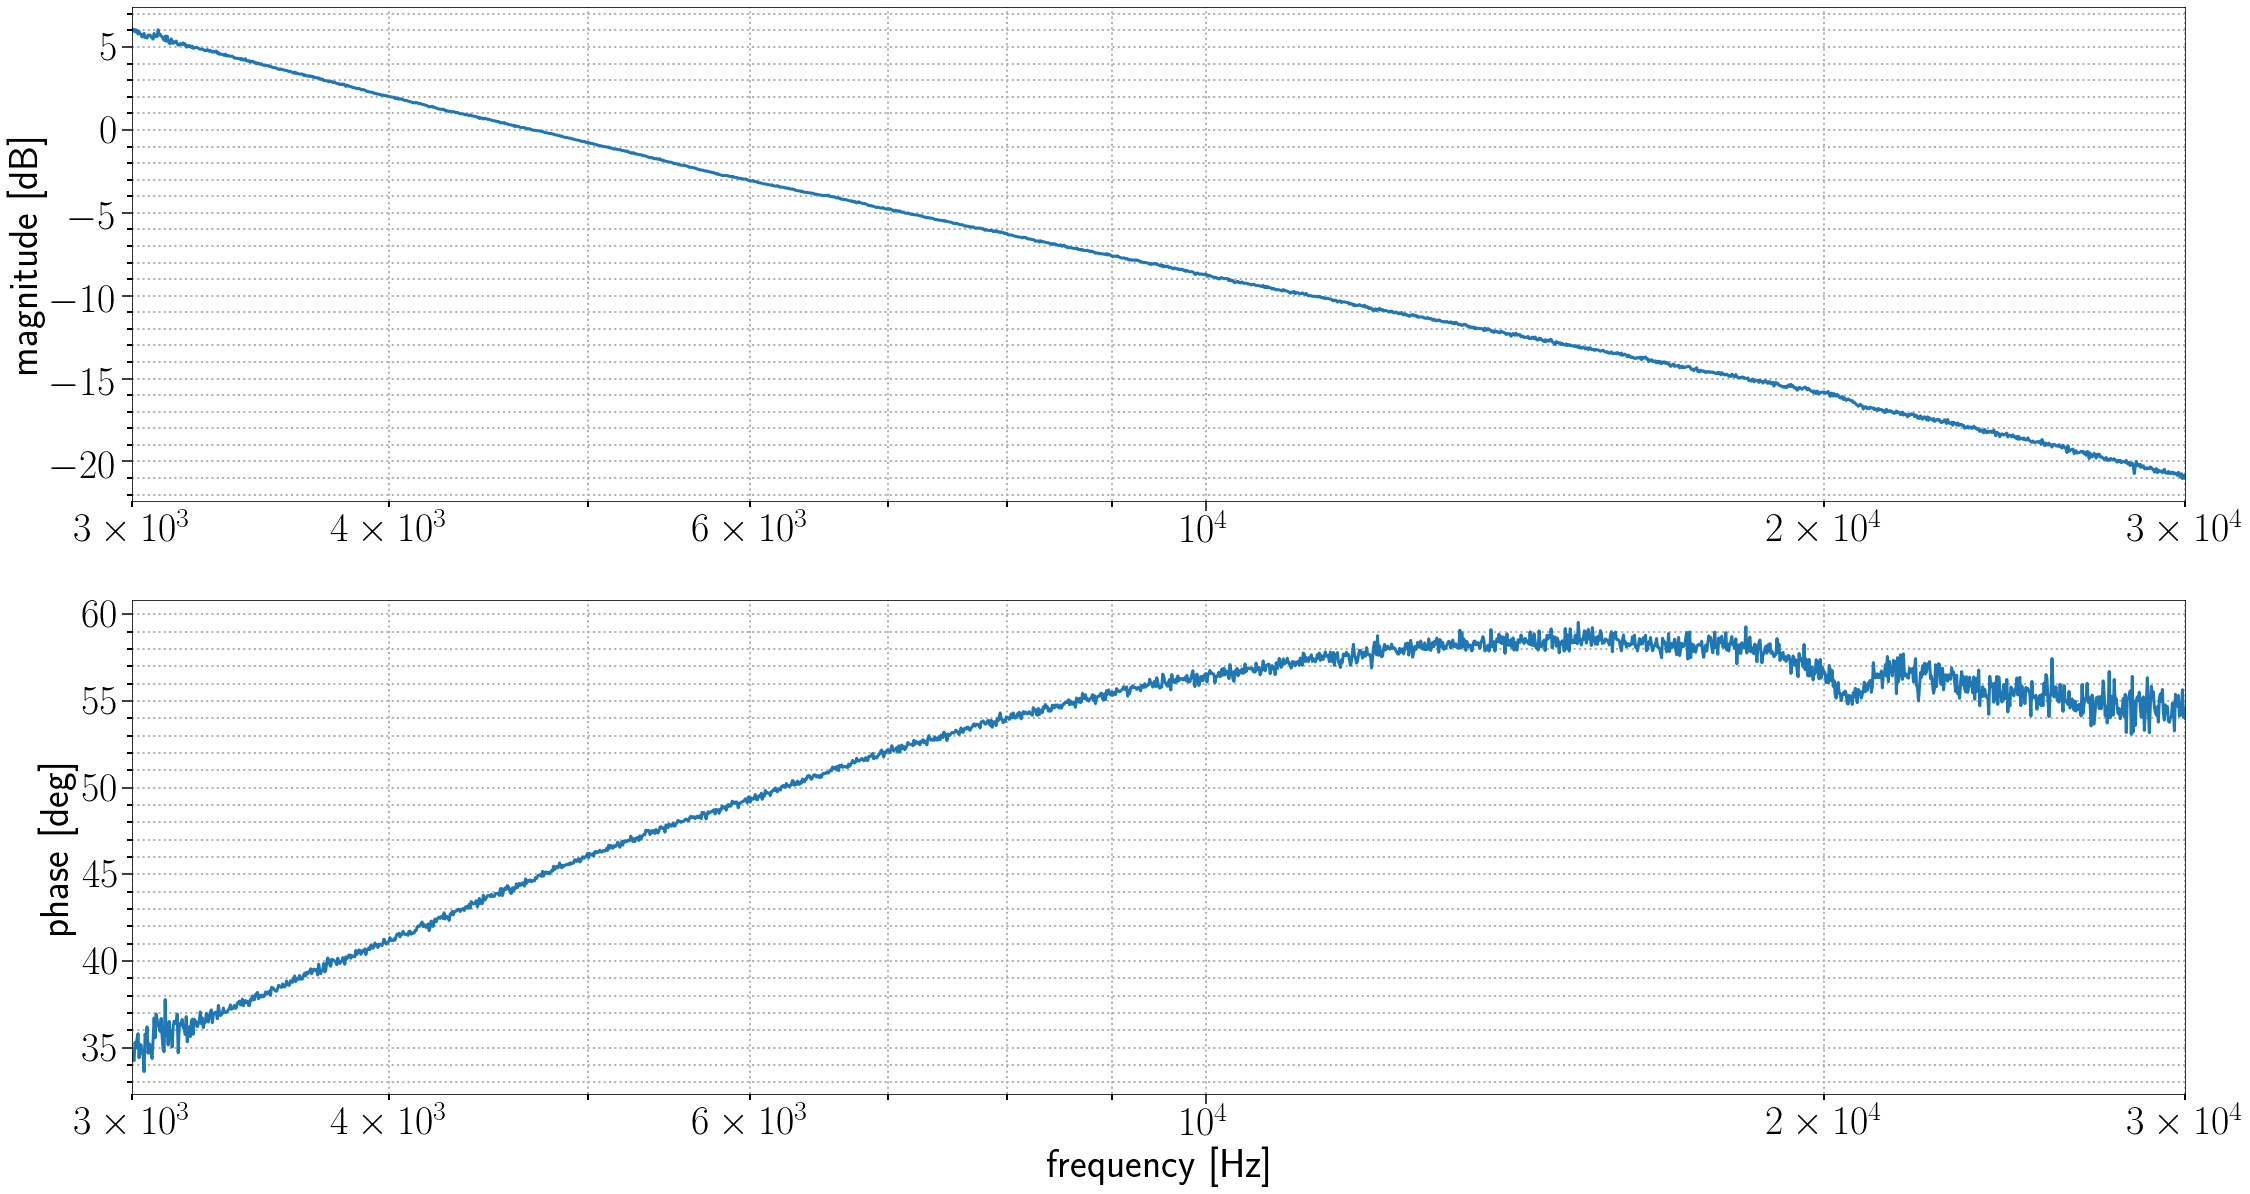 magnitude [dB]
5
0
−5
−10
−15
−20
3 × 10³ 4 × 10³ 6 × 10³ 10⁴ 2 × 10⁴ 3 × 10⁴
phase [deg]
60
55
50
45
40
35
3 × 10³ 4 × 10³ 6 × 10³ 10⁴ 2 × 10⁴ 3 × 10⁴
frequency [Hz]